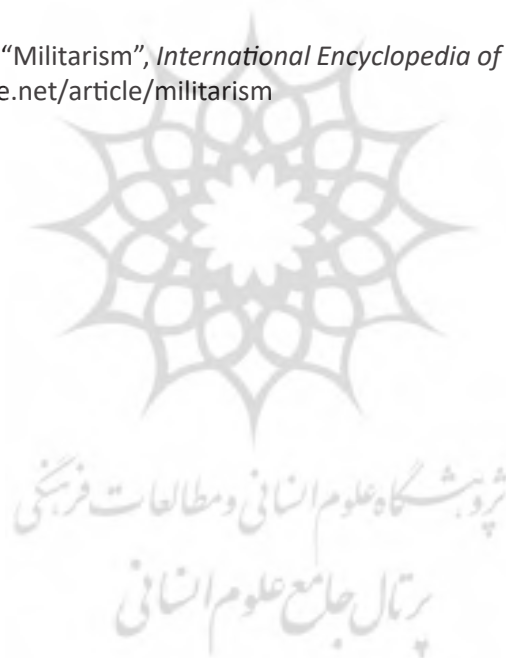 “Militarism”, International Encyclopedia of
e.net/article/militarism
پژوهشگاه علوم انسانی و مطالعات فرهنگی
پرتال جامع علوم انسانی